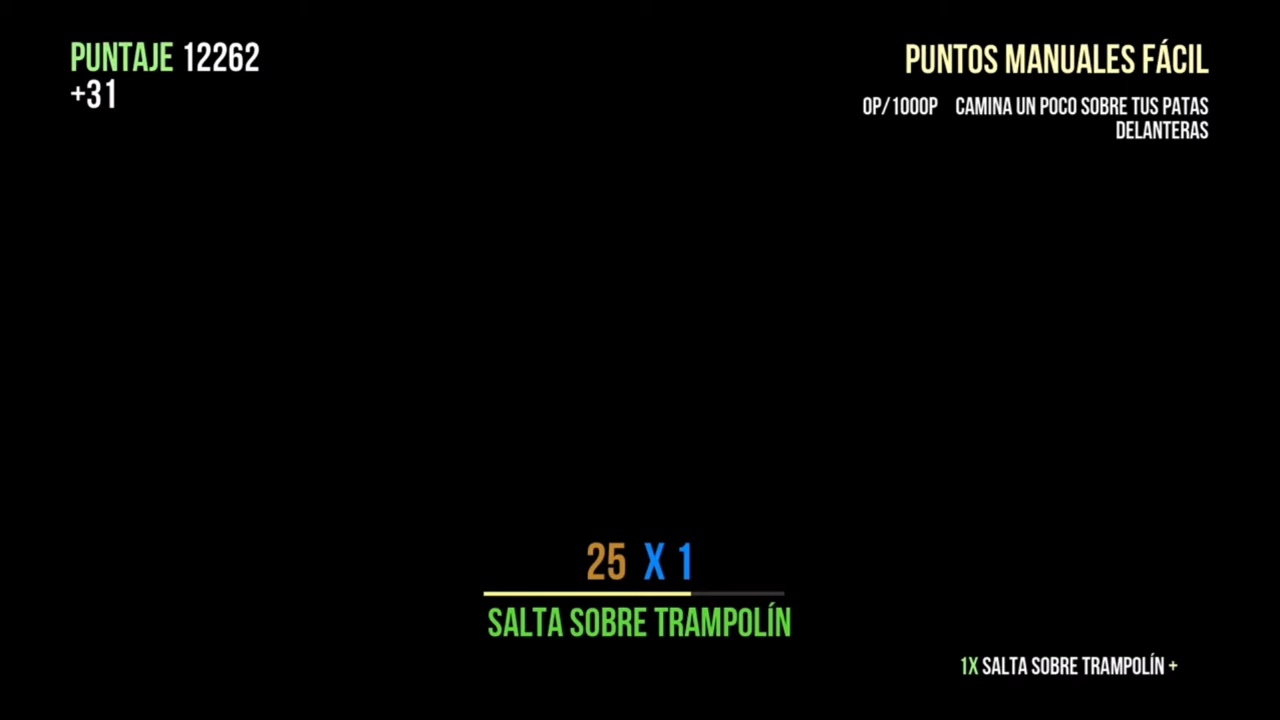 PUNTAJE 12262
+31
PUNTOS MANUALES FÁCIL
0P/1000P CAMINA UN POCO SOBRE TUS PATAS
DELANTERAS
25 X 1
SALTA SOBRE TRAMPOLÍN
1X SALTA SOBRE TRAMPOLÍN +